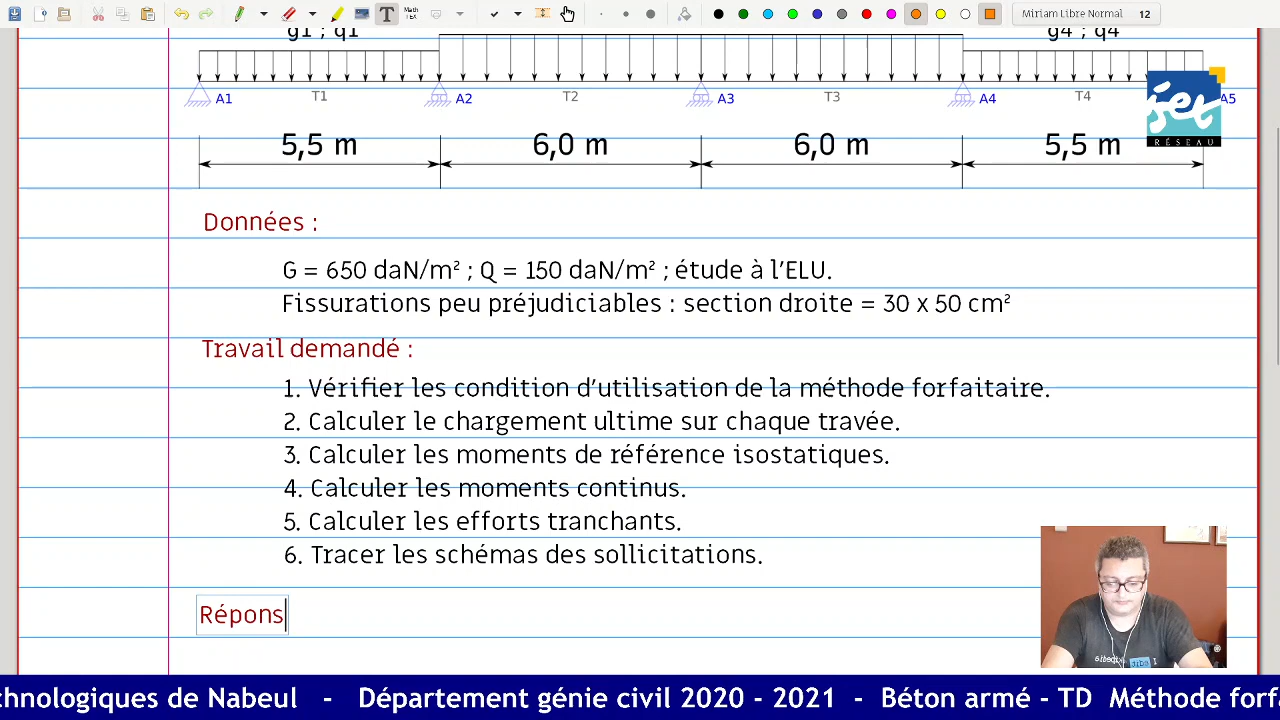 Miriam Libre Normal 12
g1 ; q1 g4 ; q4
A1 T1 A2 T2 A3 T3 A4 T4 A5
5,5 m 6,0 m 6,0 m 5,5 m
iset
RÉSEAU
Données :
G = 650 daN/m² ; Q = 150 daN/m² ; étude à l'ELU.
Fissurations peu préjudiciables : section droite = 30 x 50 cm²
Travail demandé :
1. Vérifier les condition d'utilisation de la méthode forfaitaire.
2. Calculer le chargement ultime sur chaque travée.
3. Calculer les moments de référence isostatiques.
4. Calculer les moments continus.
5. Calculer les efforts tranchants.
6. Tracer les schémas des sollicitations.
Répons
chnologiques de Nabeul - Département génie civil 2020 - 2021 - Béton armé - TD Méthode forf